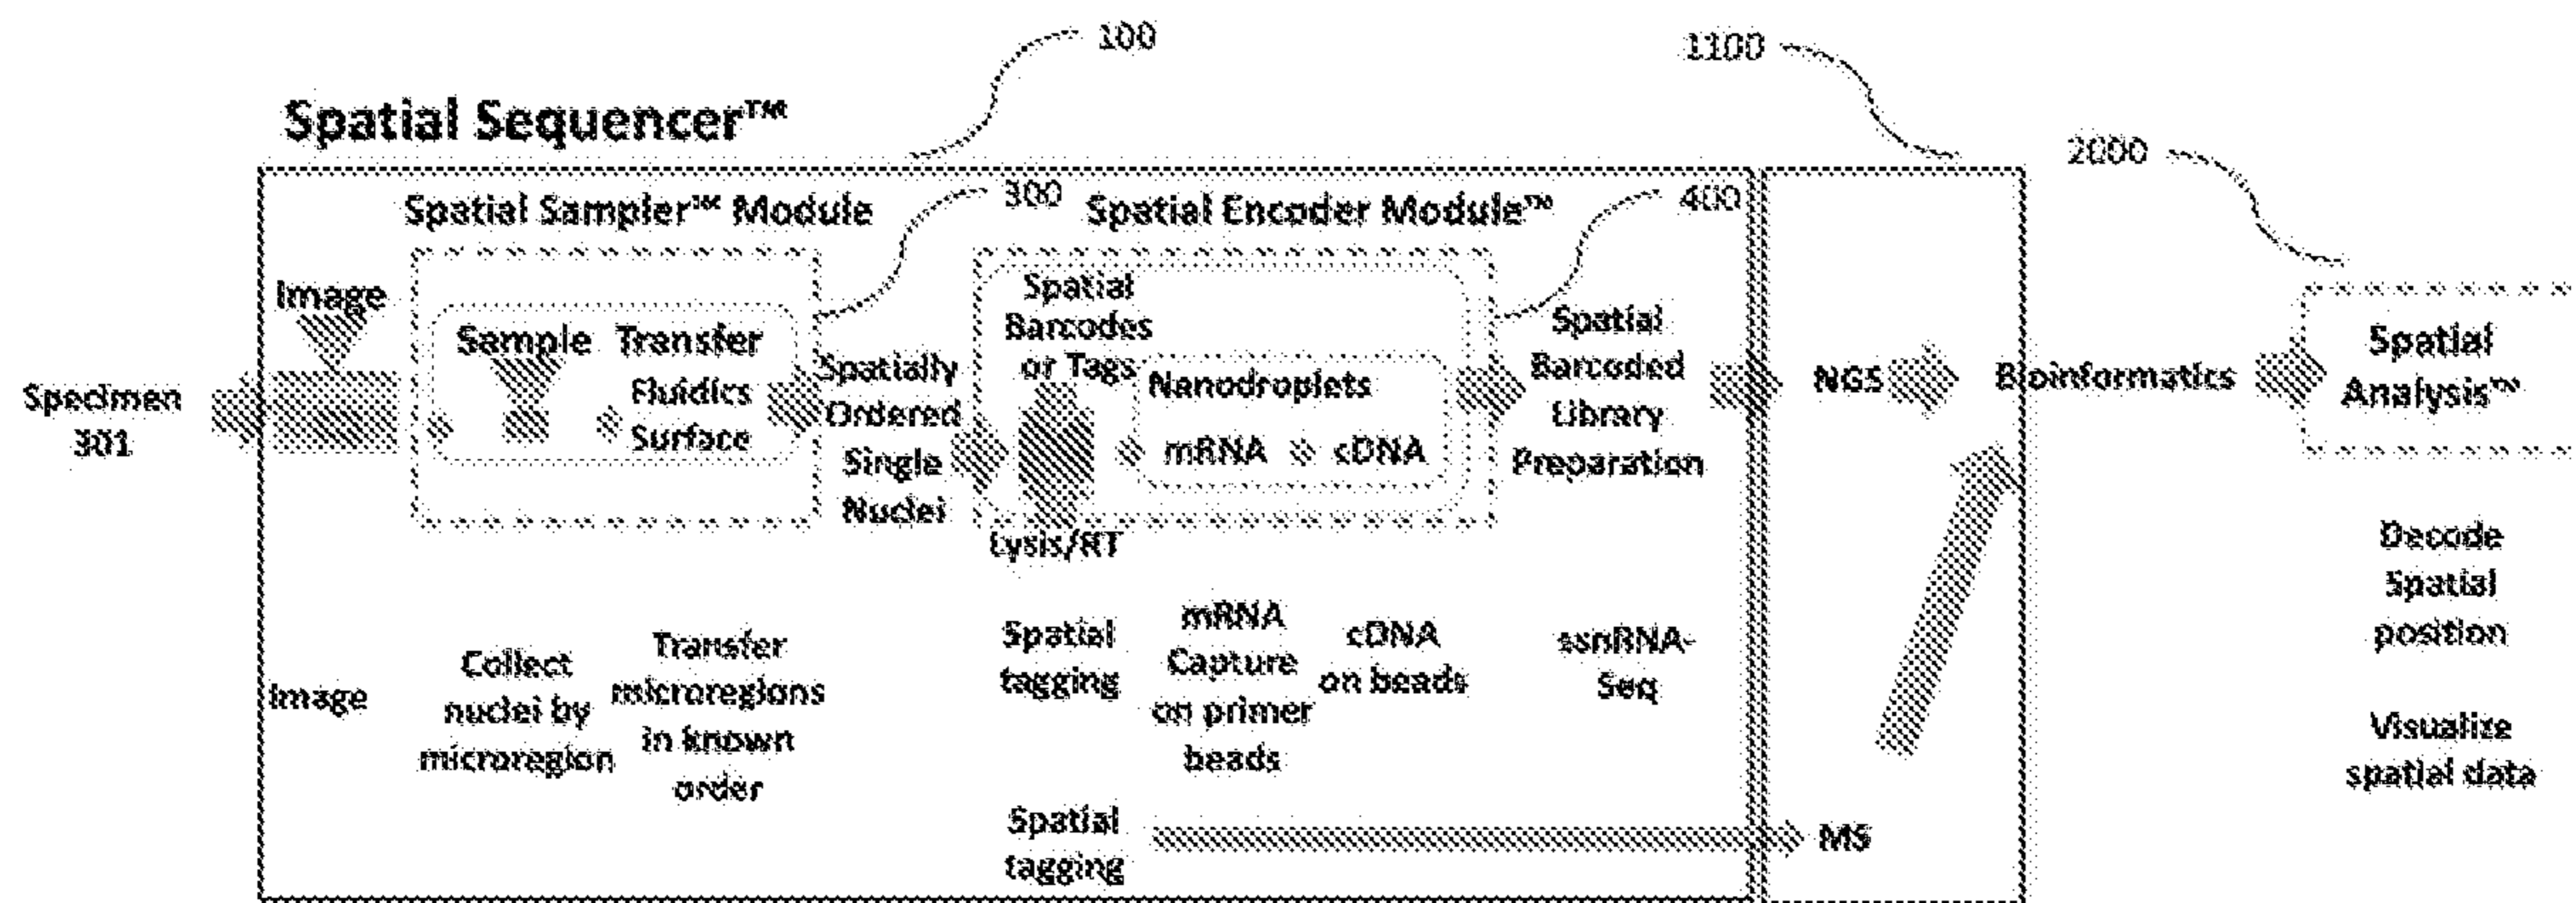 100
1100
2000
Spatial Sequencer™
Spatial Sampler™ Module
300
Spatial Encoder Module™
400
Image
Specimen
301
Sample Transfer
Fluidics
Surface
Spatially
Ordered
Single
Nuclei
Spatial
Barcodes
or Tags
Nanodroplets
mRNA
cDNA
Lysis/RT
Spatial
Barcoded
Library
Preparation
NGS
Bioinformatics
Spatial
Analysis™
Image
Collect
nuclei by
microregion
Transfer
microregions
in known
order
Spatial
tagging
mRNA
Capture
on primer
beads
cDNA
on beads
ssnRNA-
Seq
Decode
Spatial
position
Visualize
spatial data
Spatial
tagging
MS